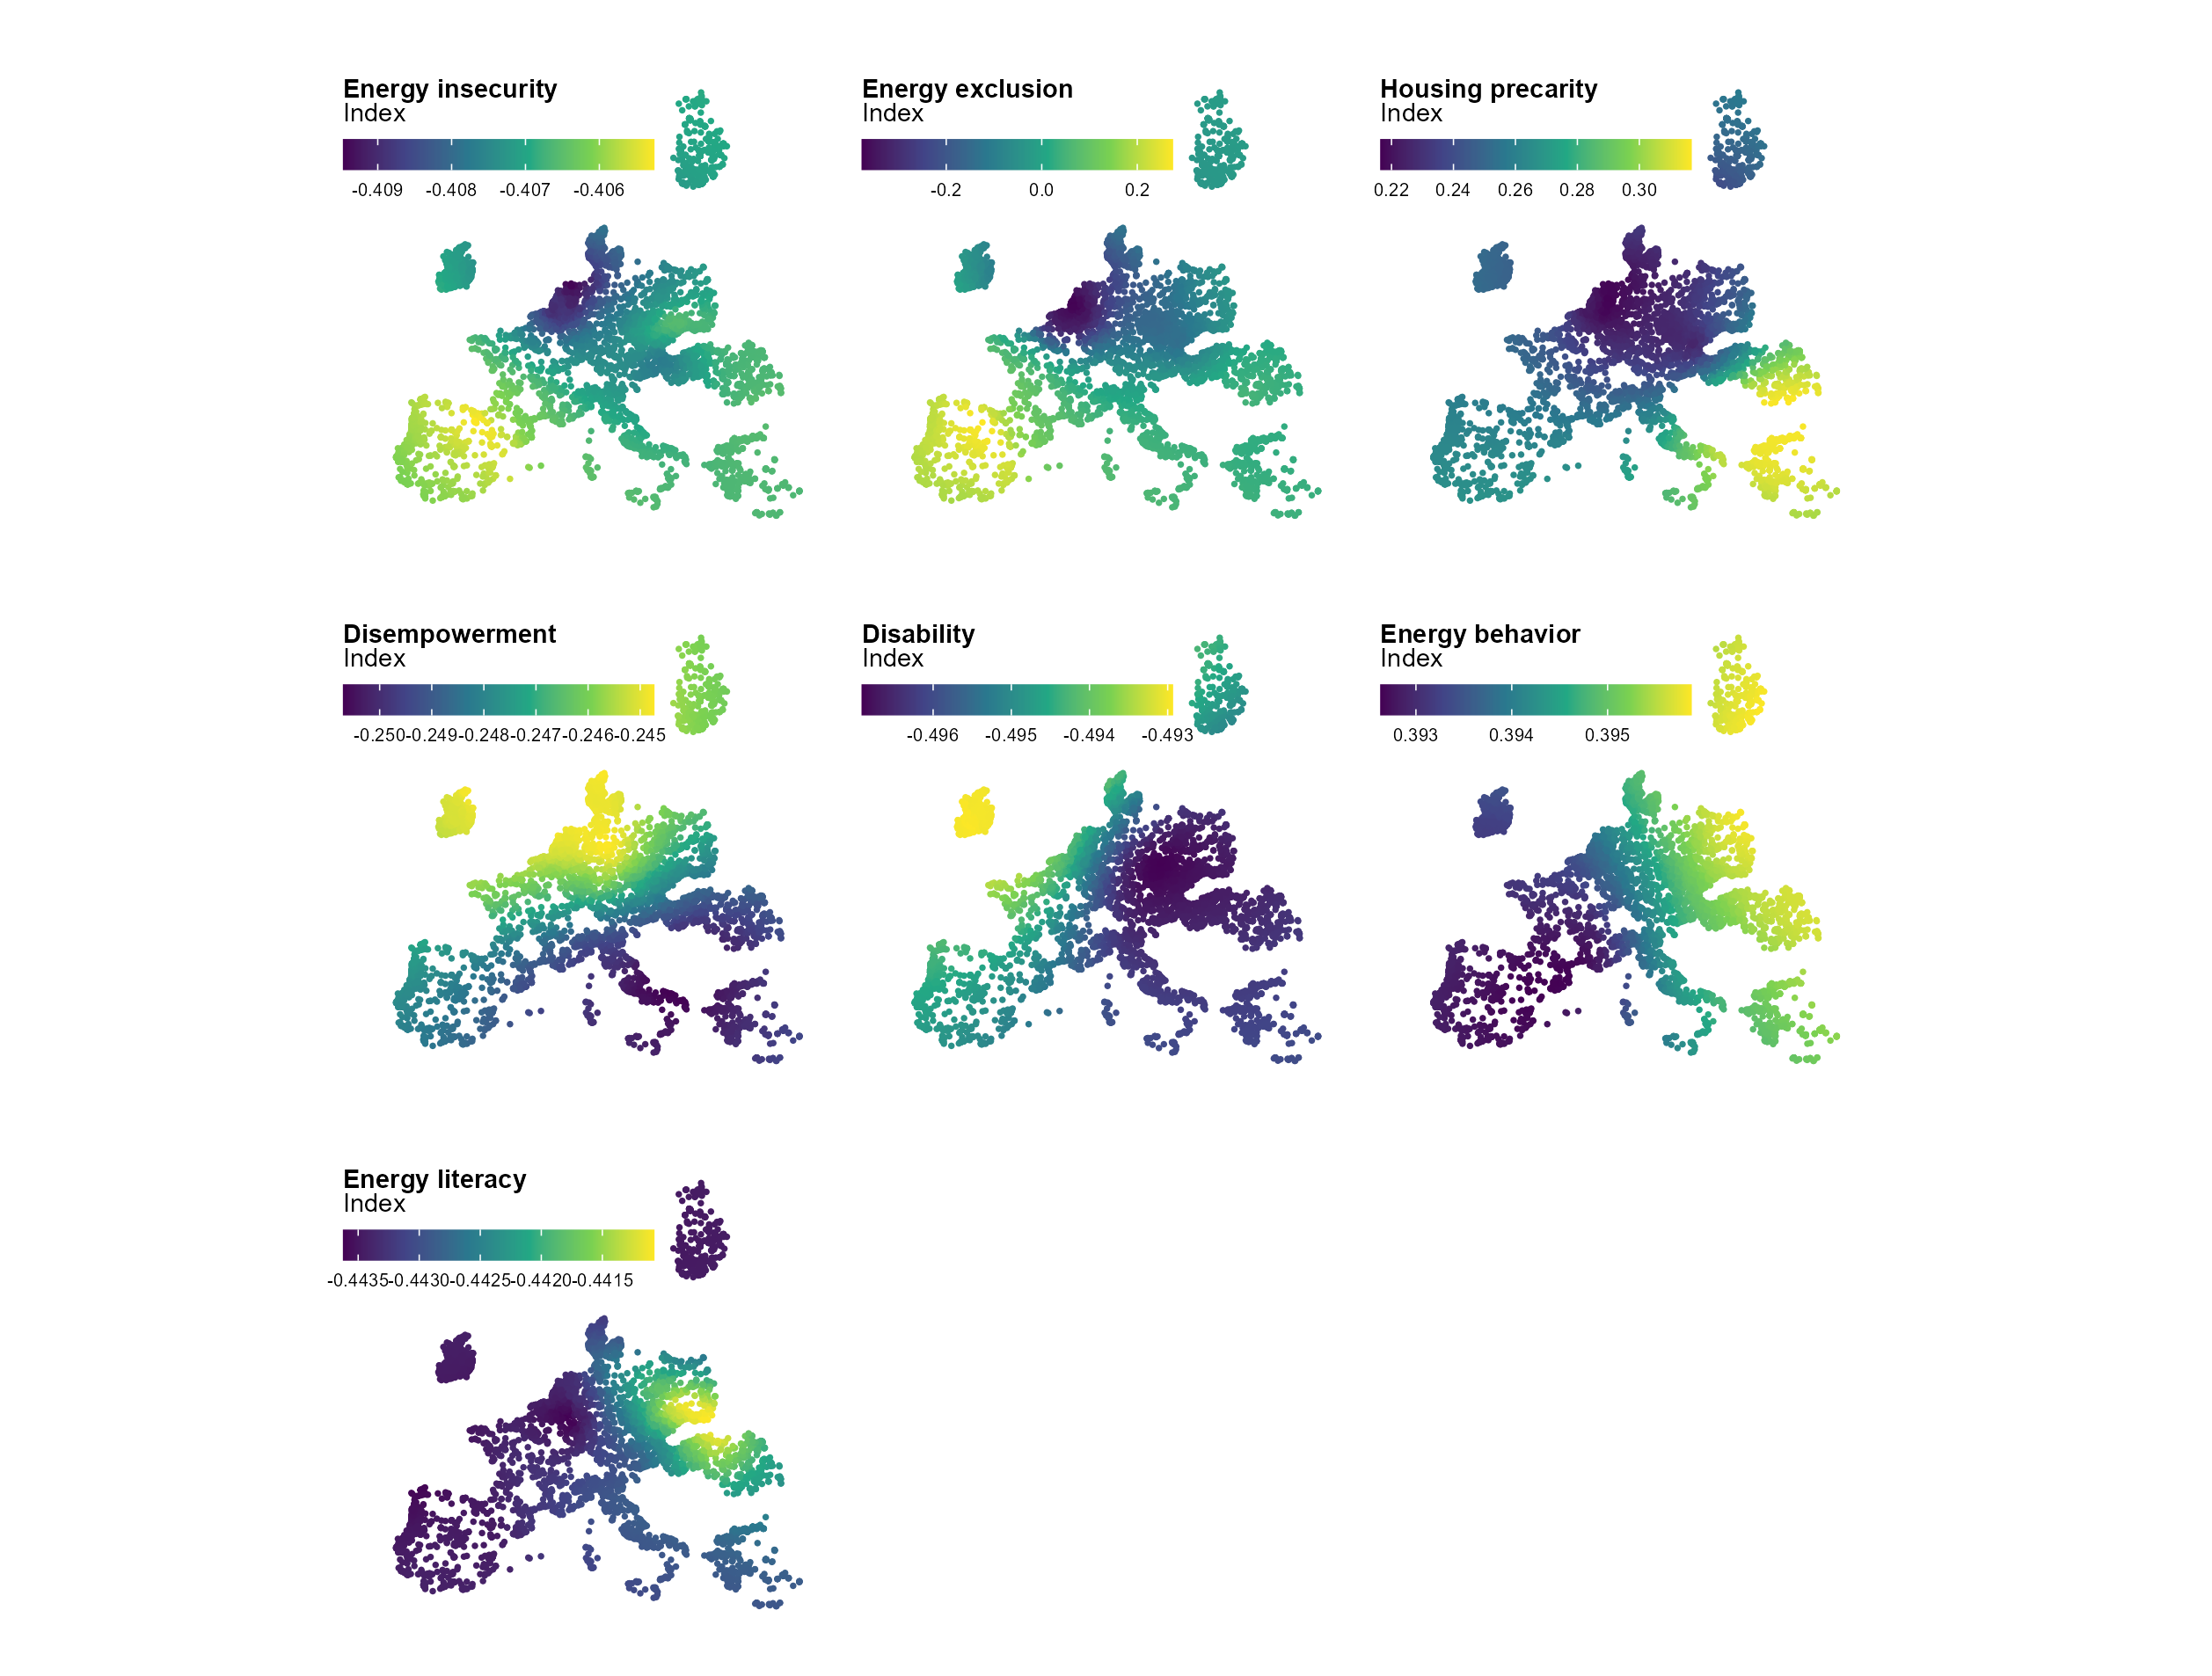 Energy insecurity
Index
-0.409 -0.408 -0.407 -0.406
Energy exclusion
Index
-0.2 0.0 0.2
Housing precarity
Index
0.22 0.24 0.26 0.28 0.30
Disempowerment
Index
-0.250 -0.249 -0.248 -0.247 -0.246 -0.245
Disability
Index
-0.496 -0.495 -0.494 -0.493
Energy behavior
Index
0.393 0.394 0.395
Energy literacy
Index
-0.4435 -0.4430 -0.4425 -0.4420 -0.4415